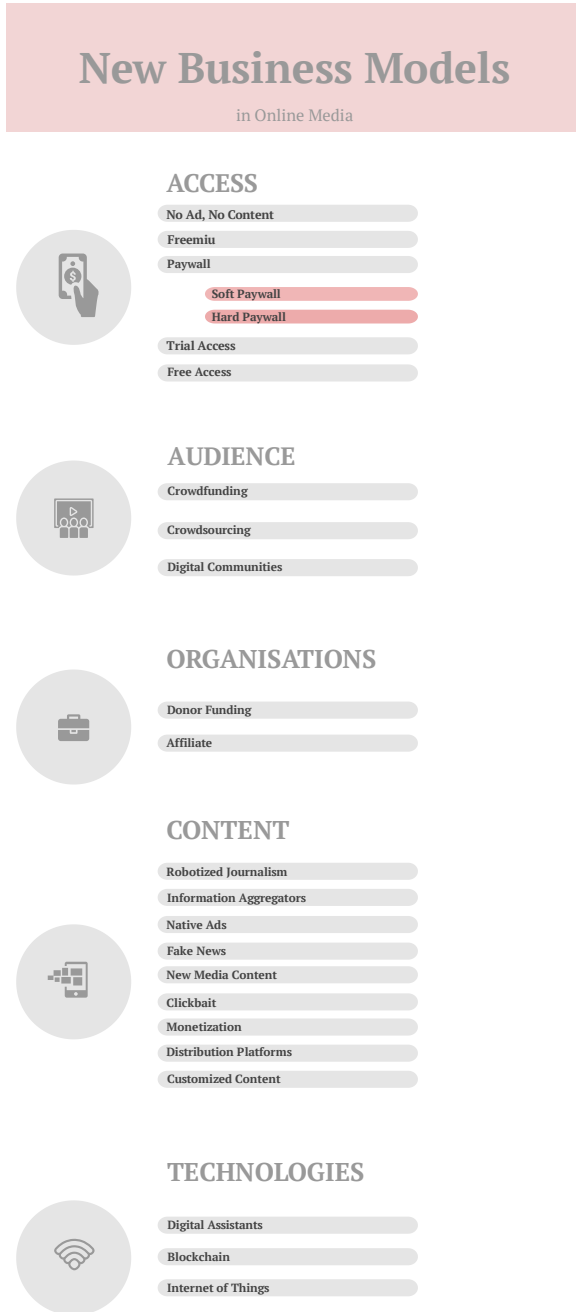 New Business Models
in Online Media
ACCESS
No Ad, No Content
Freemiu
Paywall
Soft Paywall
Hard Paywall
Trial Access
Free Access
AUDIENCE
Crowdfunding
Crowdsourcing
Digital Communities
ORGANISATIONS
Donor Funding
Affiliate
CONTENT
Robotized Journalism
Information Aggregators
Native Ads
Fake News
New Media Content
Clickbait
Monetization
Distribution Platforms
Customized Content
TECHNOLOGIES
Digital Assistants
Blockchain
Internet of Things